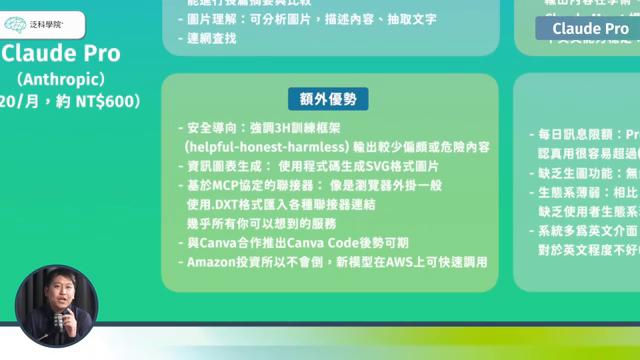 能進行長篇摘要與比較
- 圖片理解：可分析圖片，描述內容、抽取文字
- 連網查找
泛科學院
Claude Pro
(Anthropic)
20/月，約 NT$600)
額外優勢
- 安全導向：強調3H訓練框架
(helpful-honest-harmless) 輸出較少偏頗或危險內容
- 資訊圖表生成： 使用程式碼生成SVG格式圖片
- 基於MCP協定的聯接器： 像是瀏覽器外掛一般
使用.DXT格式匯入各種聯接器連結
幾乎所有你可以想到的服務
- 與Canva合作推出Canva Code後勢可期
- Amazon投資所以不會倒，新模型在AWS上可快速調用
Claude Pro
- 每日訊息限額：Pr
認真用很容易超過
- 缺乏生圖功能：無
- 生態系薄弱：相比
缺乏使用者生態系
- 系統多為英文介面
對於英文程度不好